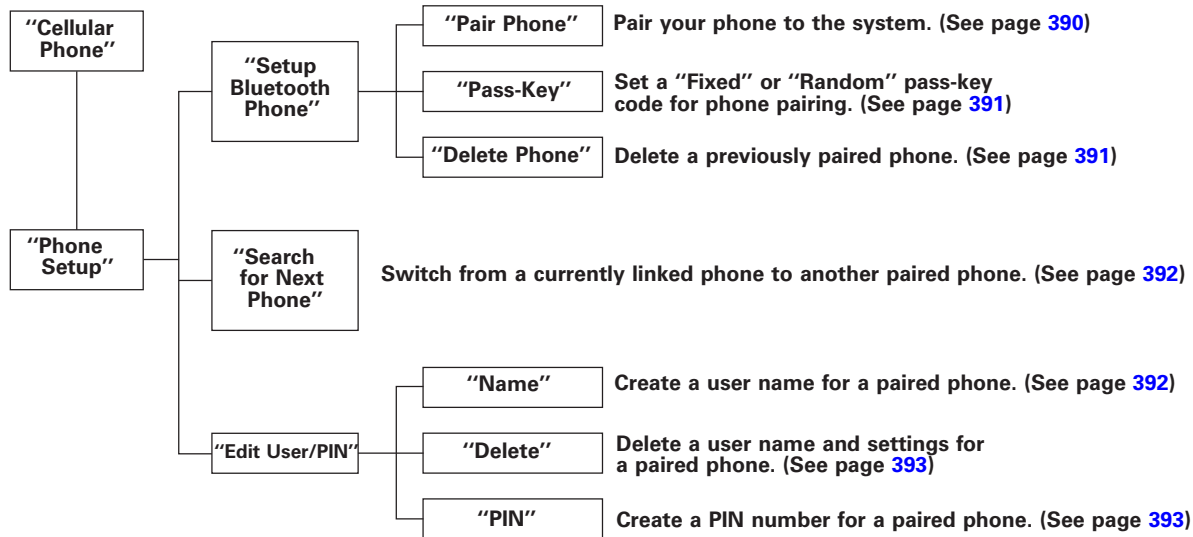 ‘‘Cellular
Phone’’
‘‘Setup
Bluetooth
Phone’’
‘‘Pair Phone’’
Pair your phone to the system. (See page 390)
‘‘Pass-Key’’
Set a ‘‘Fixed’’ or ‘‘Random’’ pass-key
code for phone pairing. (See page 391)
‘‘Delete Phone’’
Delete a previously paired phone. (See page 391)
‘‘Phone
Setup’’
‘‘Search
for Next
Phone’’
Switch from a currently linked phone to another paired phone. (See page 392)
‘‘Edit User/PIN’’
‘‘Name’’
Create a user name for a paired phone. (See page 392)
‘‘Delete’’
Delete a user name and settings for
a paired phone. (See page 393)
‘‘PIN’’
Create a PIN number for a paired phone. (See page 393)